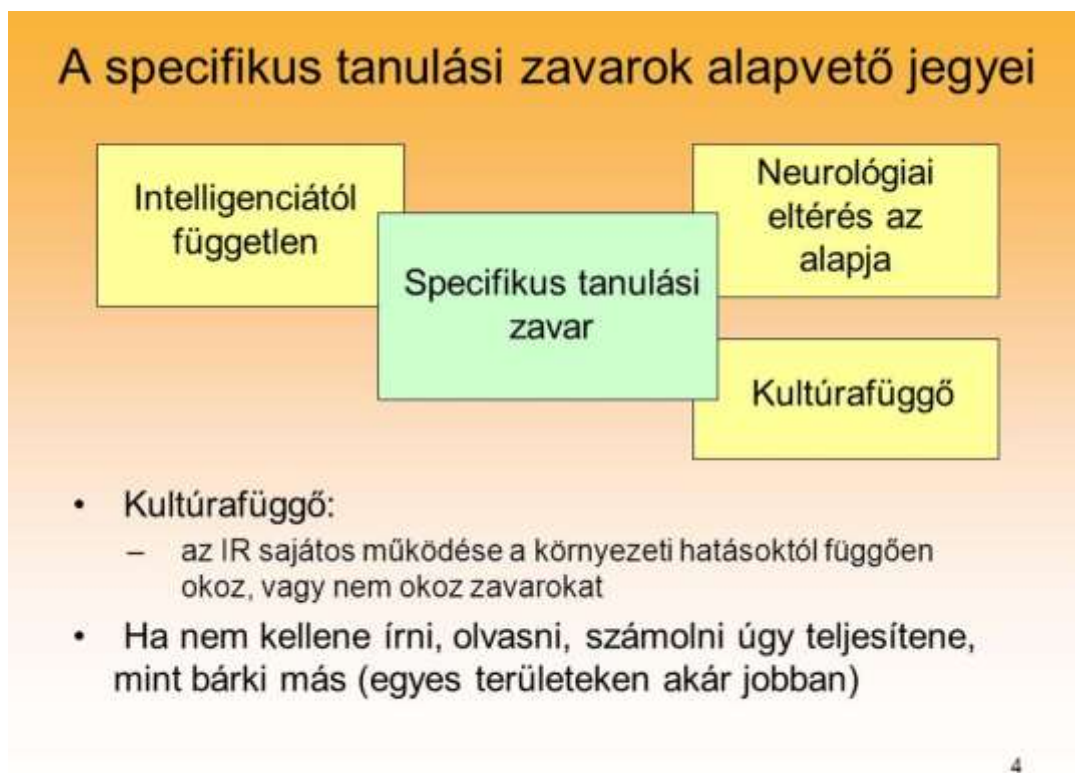 A specifikus tanulási zavarok alapvető jegyei
Intelligenciától
független
Neurológiai
eltérés az
alapja
Specifikus tanulási
zavar
Kultúrafüggő
• Kultúrafüggő:
– az IR sajátos működése a környezeti hatásoktól függően
okoz, vagy nem okoz zavarokat
• Ha nem kellene írni, olvasni, számolni úgy teljesítene,
mint bárki más (egyes területeken akár jobban)
4